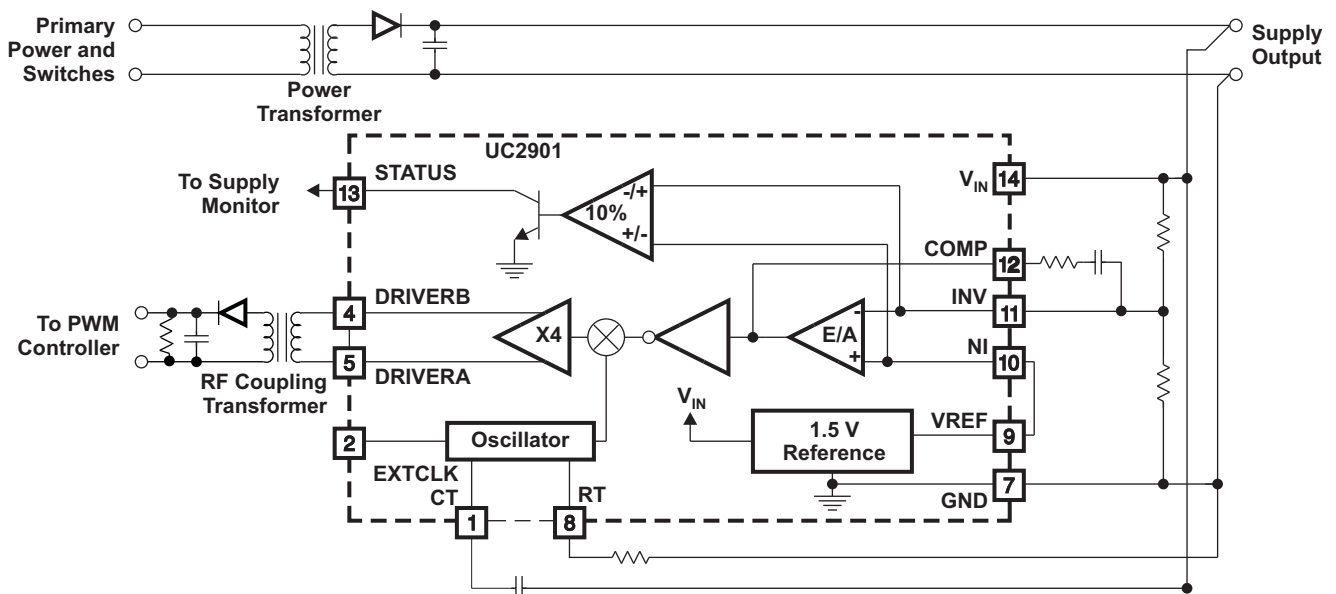 Primary
Power and
Switches
Power
Transformer
Supply
Output
UC2901
To Supply
Monitor
13
STATUS
-/+
10%
+/-
VIN
14
COMP
12
INV
11
NI
10
To PWM
Controller
RF Coupling
Transformer
DRIVERB
4
5
DRIVERA
X4
E/A
-
+
VIN
1.5 V
Reference
VREF
9
7
GND
2
Oscillator
EXTCLK
CT
RT
1
8